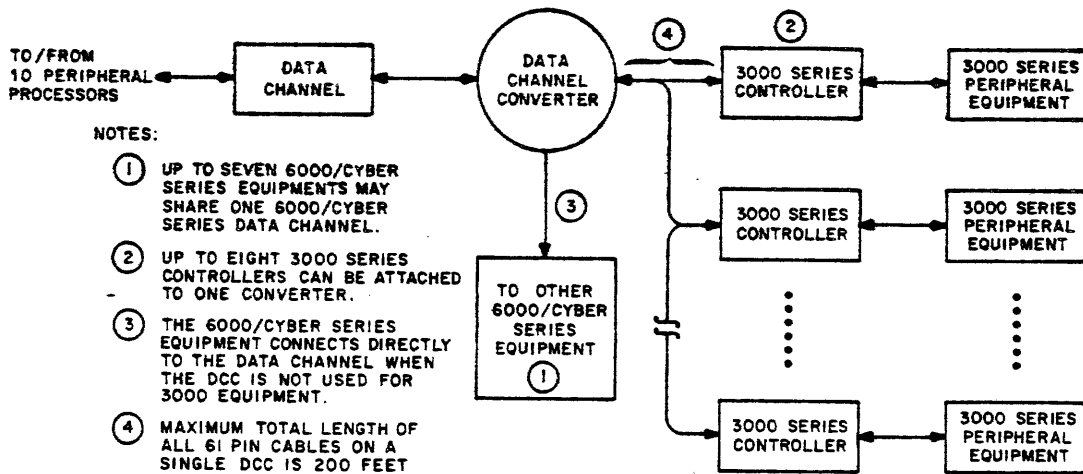 TO/FROM
10 PERIPHERAL
PROCESSORS
DATA
CHANNEL
DATA
CHANNEL
CONVERTER
4
2
3000 SERIES
CONTROLLER
3000 SERIES
PERIPHERAL
EQUIPMENT
NOTES:
1 UP TO SEVEN 6000/CYBER
SERIES EQUIPMENTS MAY
SHARE ONE 6000/CYBER
SERIES DATA CHANNEL.
2 UP TO EIGHT 3000 SERIES
CONTROLLERS CAN BE ATTACHED
TO ONE CONVERTER.
3 THE 6000/CYBER SERIES
EQUIPMENT CONNECTS DIRECTLY
TO THE DATA CHANNEL WHEN
THE DCC IS NOT USED FOR
3000 EQUIPMENT.
4 MAXIMUM TOTAL LENGTH OF
ALL 61 PIN CABLES ON A
SINGLE DCC IS 200 FEET
3
TO OTHER
6000/CYBER
SERIES
EQUIPMENT
1
3000 SERIES
CONTROLLER
3000 SERIES
PERIPHERAL
EQUIPMENT
3000 SERIES
CONTROLLER
3000 SERIES
PERIPHERAL
EQUIPMENT